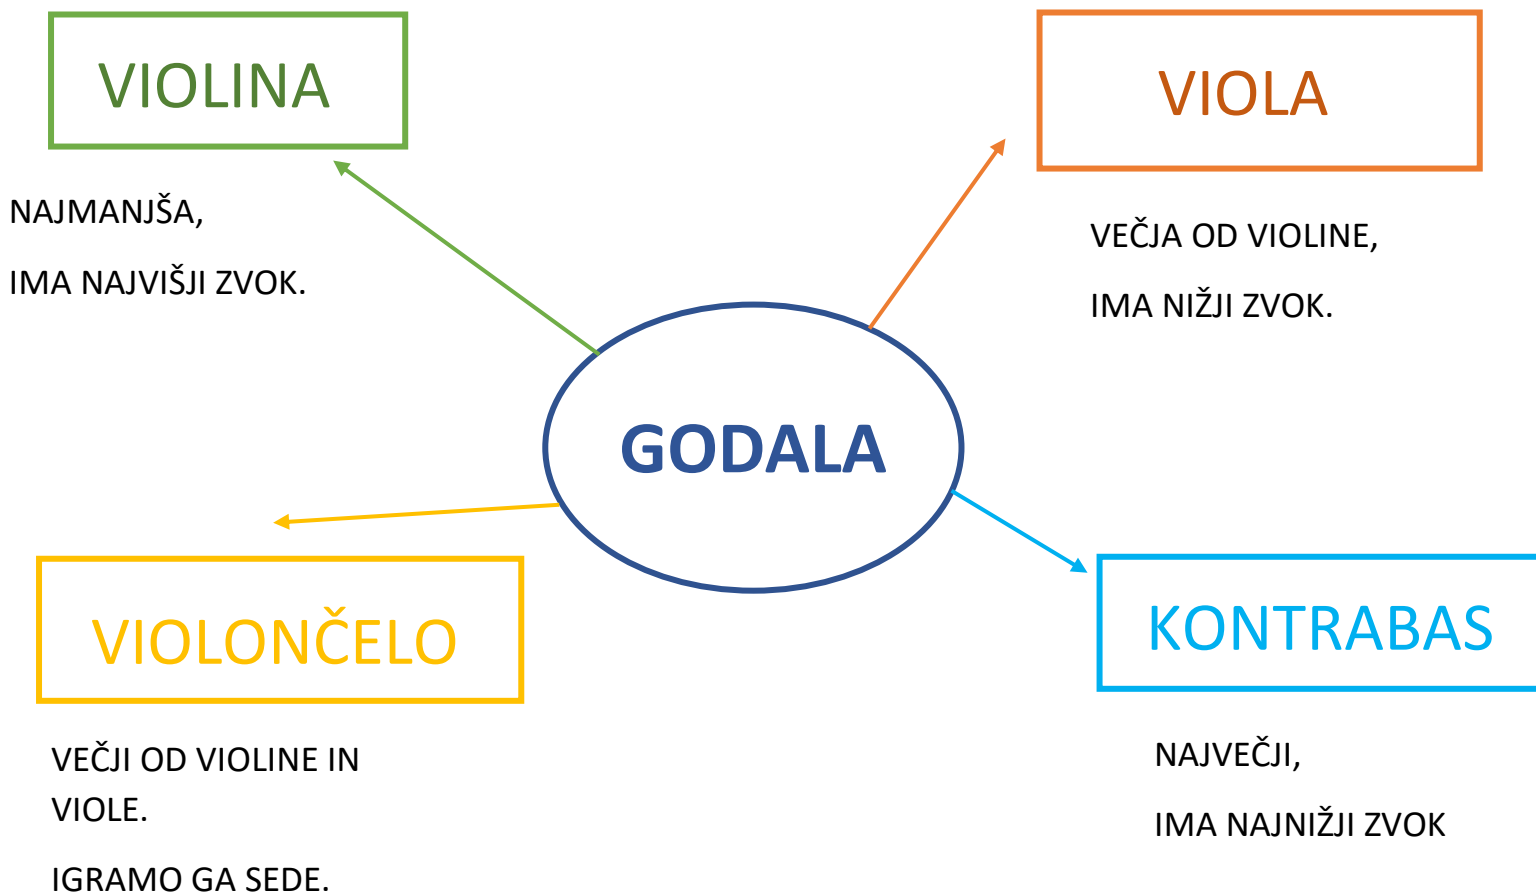 VIOLINA
NAJMANJŠA,
IMA NAJVIŠJI ZVOK.
VIOLA
VEČJA OD VIOLINE,
IMA NIŽJI ZVOK.
GODALA
VIOLONČELO
VEČJI OD VIOLINE IN
VIOLE.
IGRAMO GA SEDE.
KONTRABAS
NAJVEČJI,
IMA NAJNIŽJI ZVOK